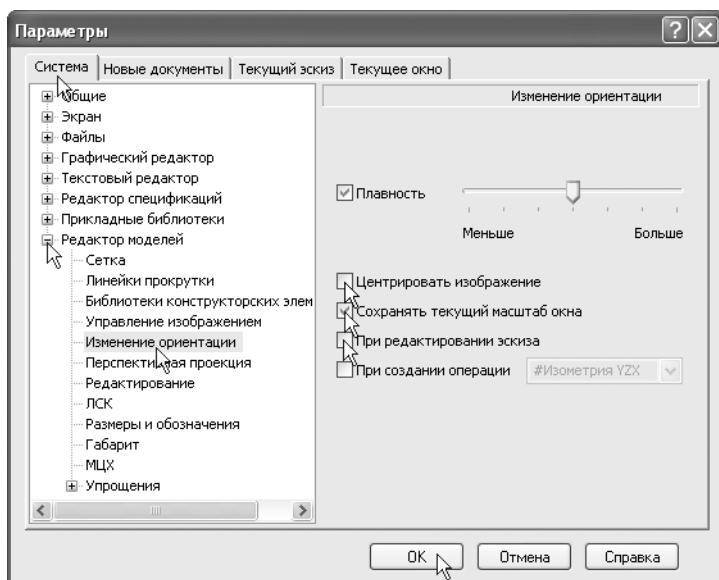 Параметры
Система Новые документы Текущий эскиз Текущее окно
Общие
Экран
Файлы
Графический редактор
Текстовый редактор
Редактор спецификаций
Прикладные библиотеки
Редактор моделей
Сетка
Линейки прокрутки
Библиотеки конструкторских элем
Управление изображением
Изменение ориентации
Перспективная проекция
Редактирование
ЛСК
Размеры и обозначения
Габарит
МЦХ
Упрощения
Изменение ориентации
Плавность
Меньше Больше
Центрировать изображение
Сохранять текущий масштаб окна
При редактировании эскиза
При создании операции #Изометрия YZX
OK Отмена Справка